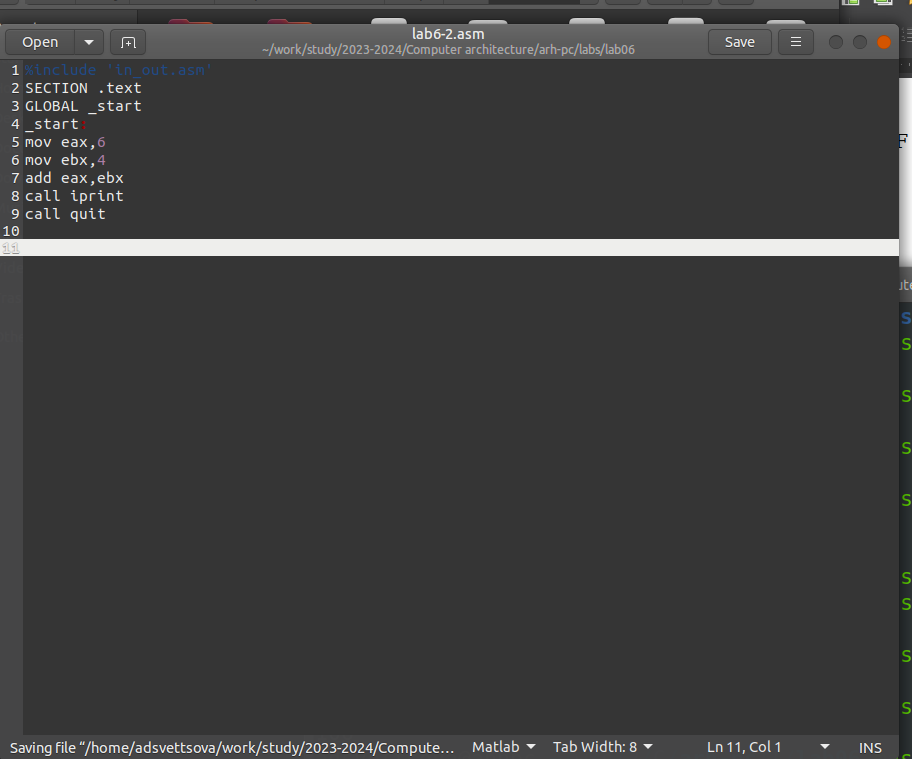 Open
lab6-2.asm
~/work/study/2023-2024/Computer architecture/arh-pc/labs/lab06
Save
1 %include 'in_out.asm'
2 SECTION .text
3 GLOBAL _start
4 _start:
5 mov eax,6
6 mov ebx,4
7 add eax,ebx
8 call iprint
9 call quit
10
11
F
ute
S
S
S
S
S
S
S
S
S
S
Saving file “/home/adsvettsova/work/study/2023-2024/Compute… Matlab Tab Width: 8 Ln 11, Col 1 INS